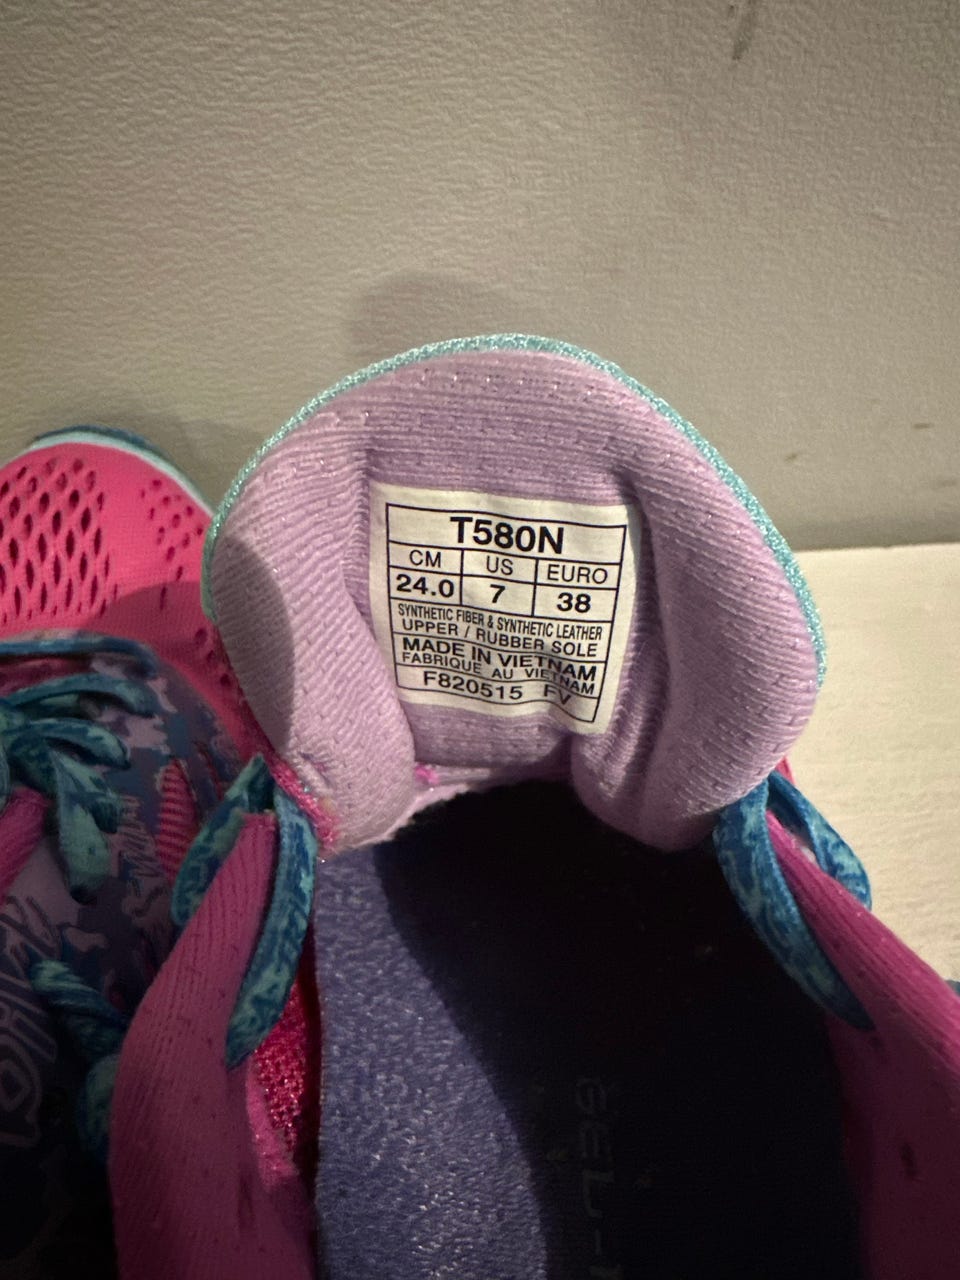 T580N
CM US EURO
24.0 7 38
SYNTHETIC FIBER & SYNTHETIC LEATHER
UPPER / RUBBER SOLE
MADE IN VIETNAM
FABRIQUE AU VIETNAM
F820515 FV
GEL-